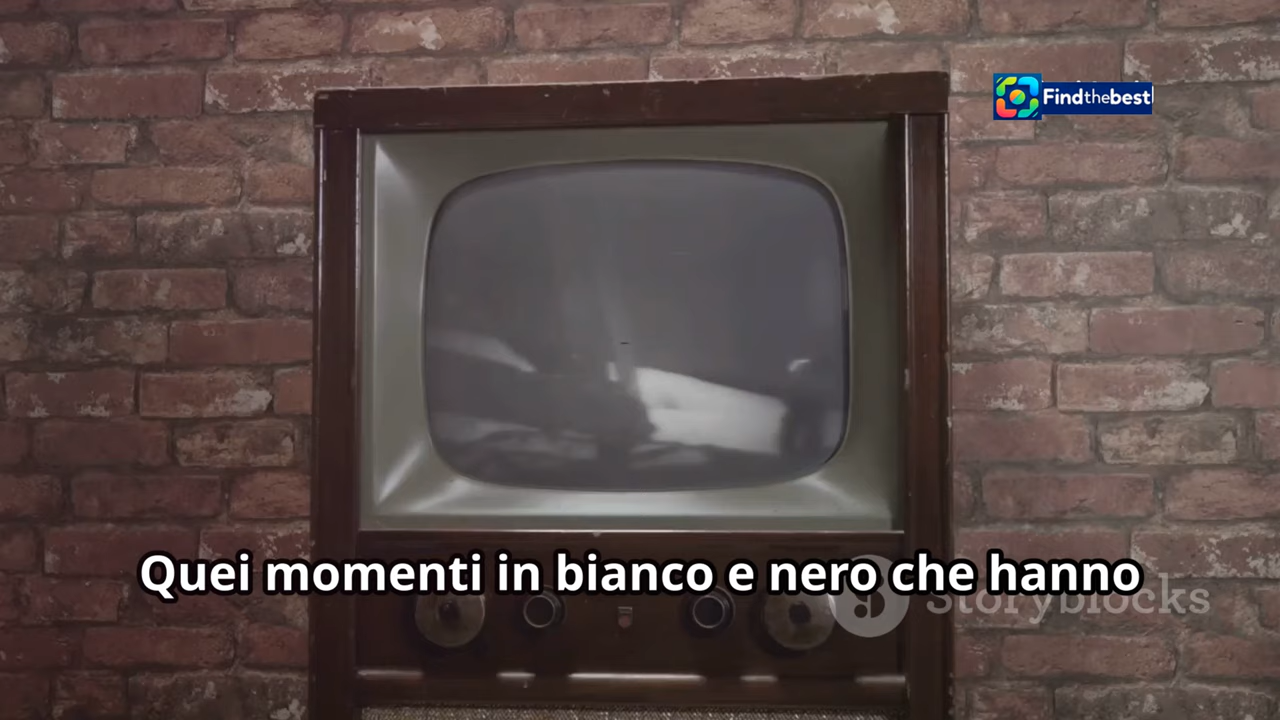 Findthebest
Quei momenti in bianco e nero che hanno
Storyblocks